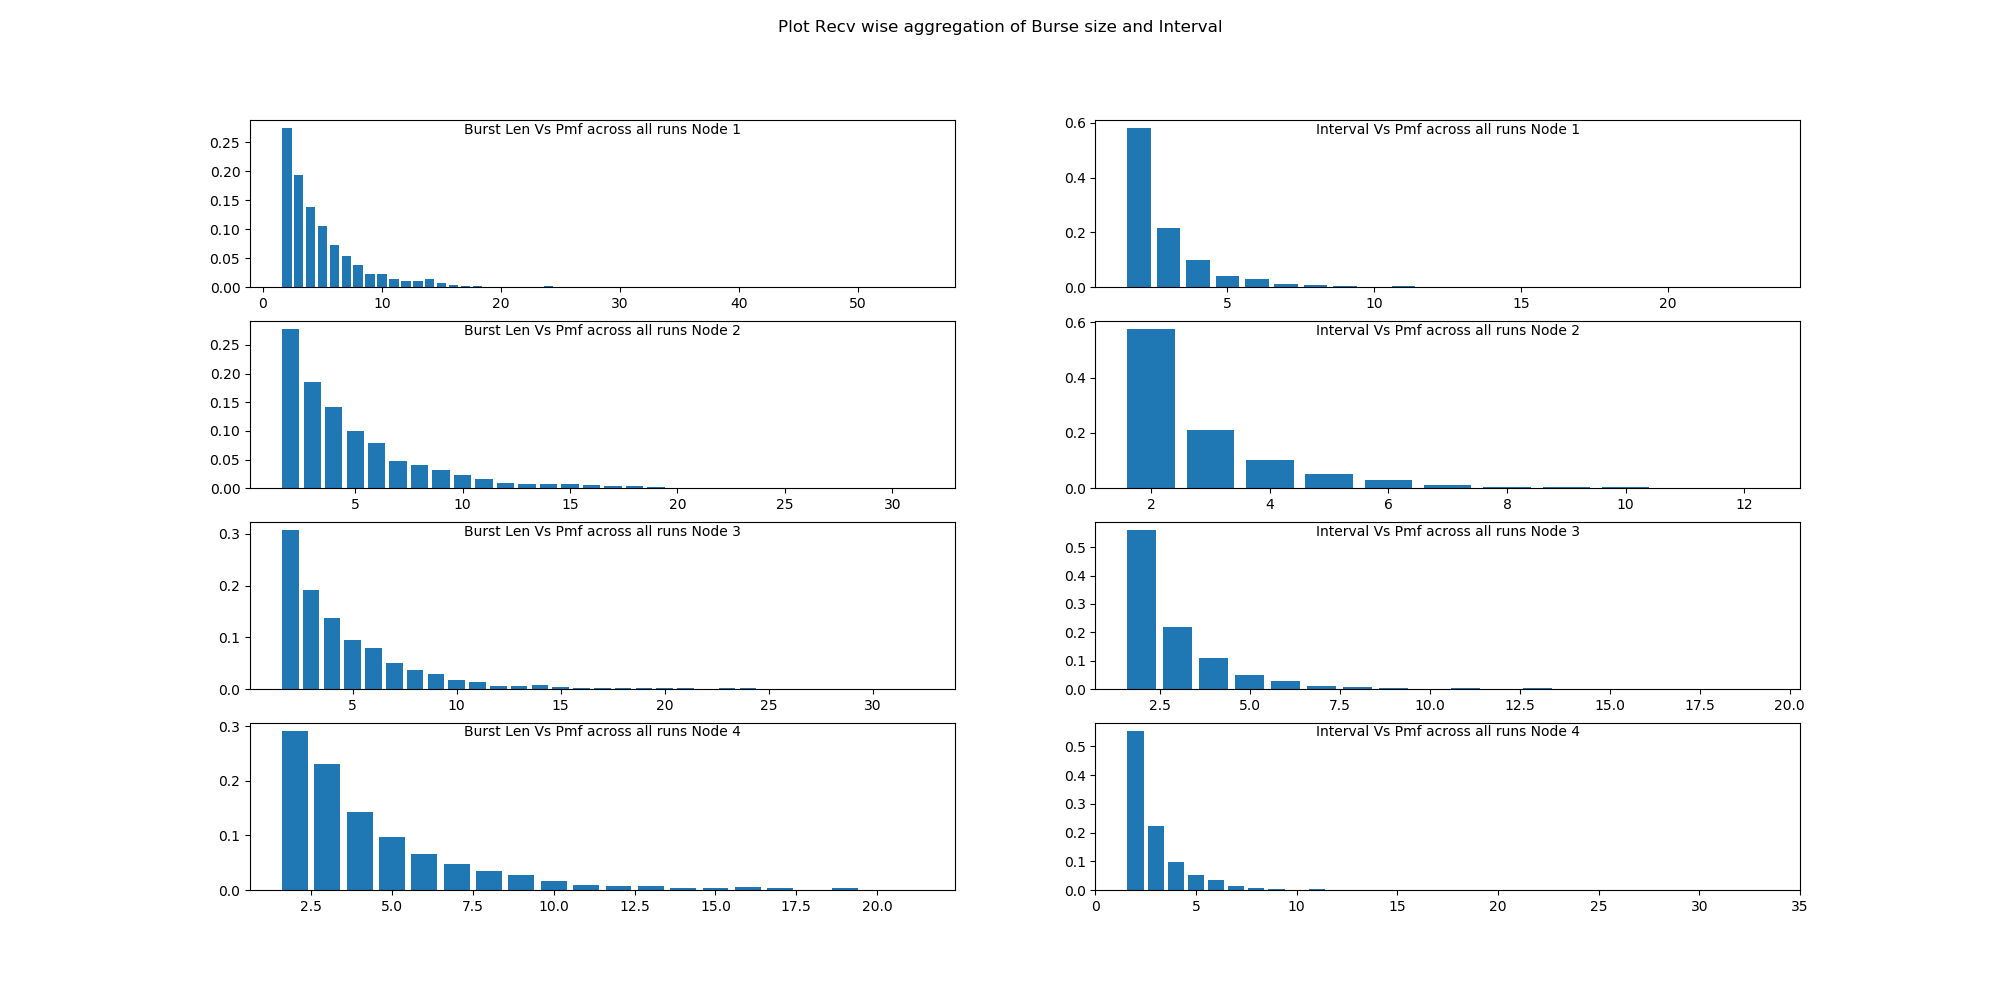 Plot Recv wise aggregation of Burse size and Interval
Burst Len Vs Pmf across all runs Node 1
0.25
0.20
0.15
0.10
0.05
0.00
0 10 20 30 40 50
Interval Vs Pmf across all runs Node 1
0.6
0.4
0.2
0.0
5 10 15 20
Burst Len Vs Pmf across all runs Node 2
0.25
0.20
0.15
0.10
0.05
0.00
5 10 15 20 25 30
Interval Vs Pmf across all runs Node 2
0.6
0.4
0.2
0.0
2 4 6 8 10 12
Burst Len Vs Pmf across all runs Node 3
0.3
0.2
0.1
0.0
5 10 15 20 25 30
Interval Vs Pmf across all runs Node 3
0.5
0.4
0.3
0.2
0.1
0.0
2.5 5.0 7.5 10.0 12.5 15.0 17.5 20.0
Burst Len Vs Pmf across all runs Node 4
0.3
0.2
0.1
0.0
2.5 5.0 7.5 10.0 12.5 15.0 17.5 20.0
Interval Vs Pmf across all runs Node 4
0.5
0.4
0.3
0.2
0.1
0.0
0 5 10 15 20 25 30 35